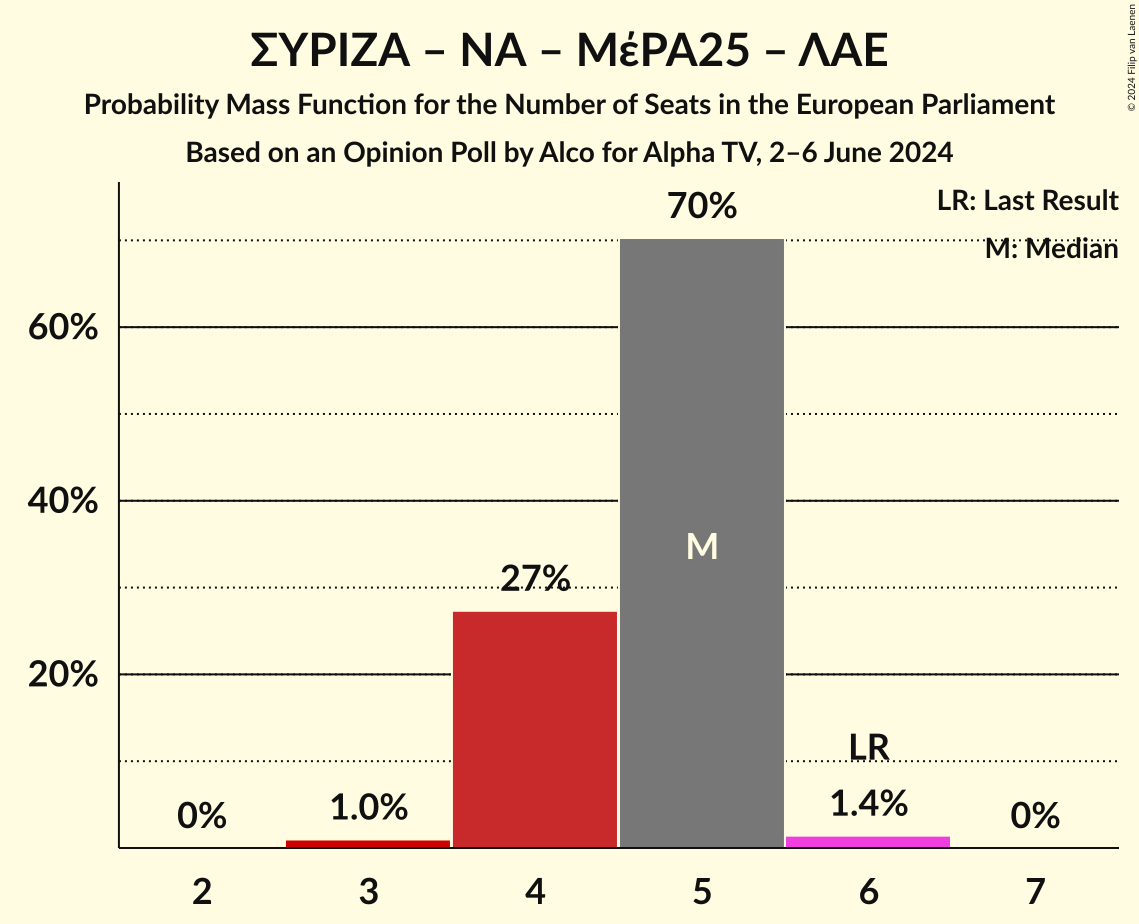 ΣΥΡΙΖΑ – ΝΑ – ΜέΡΑ25 – ΛΑΕ
Probability Mass Function for the Number of Seats in the European Parliament
Based on an Opinion Poll by Alco for Alpha TV, 2–6 June 2024
© 2024 Filip van Laenen
LR: Last Result
M: Median
70%
60%
40%
20%
27%
M
LR
0%
1.0%
1.4%
0%
2
3
4
5
6
7